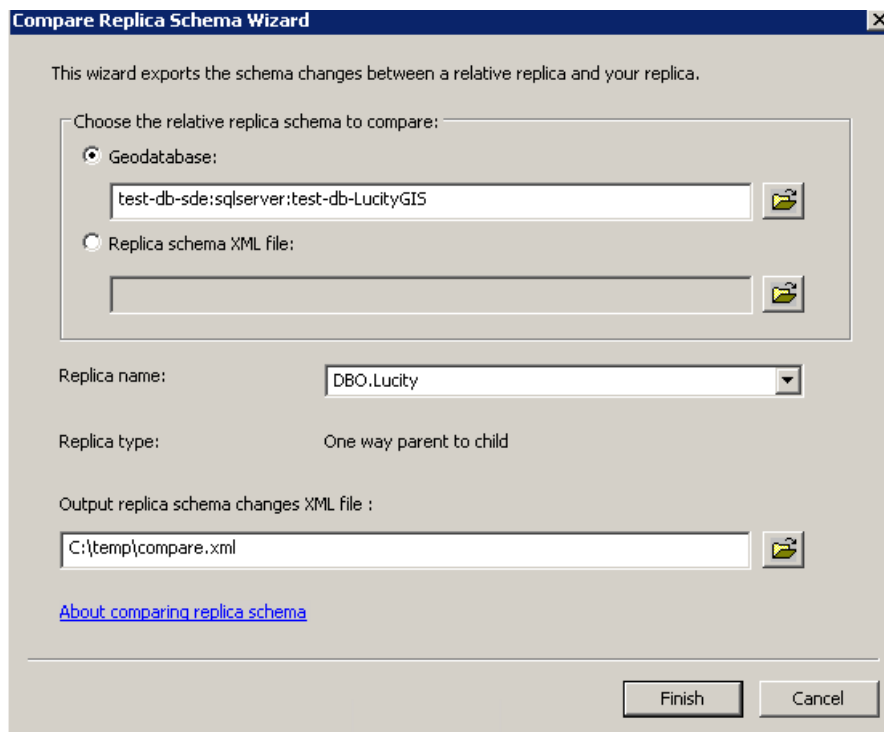 Compare Replica Schema Wizard
This wizard exports the schema changes between a relative replica and your replica.
Choose the relative replica schema to compare:
Geodatabase:
test-db-sde:sqlserver:test-db-LucityGIS
Replica schema XML file:
Replica name:
DBO.Lucity
Replica type:
One way parent to child
Output replica schema changes XML file :
C:\temp\compare.xml
About comparing replica schema
Finish
Cancel